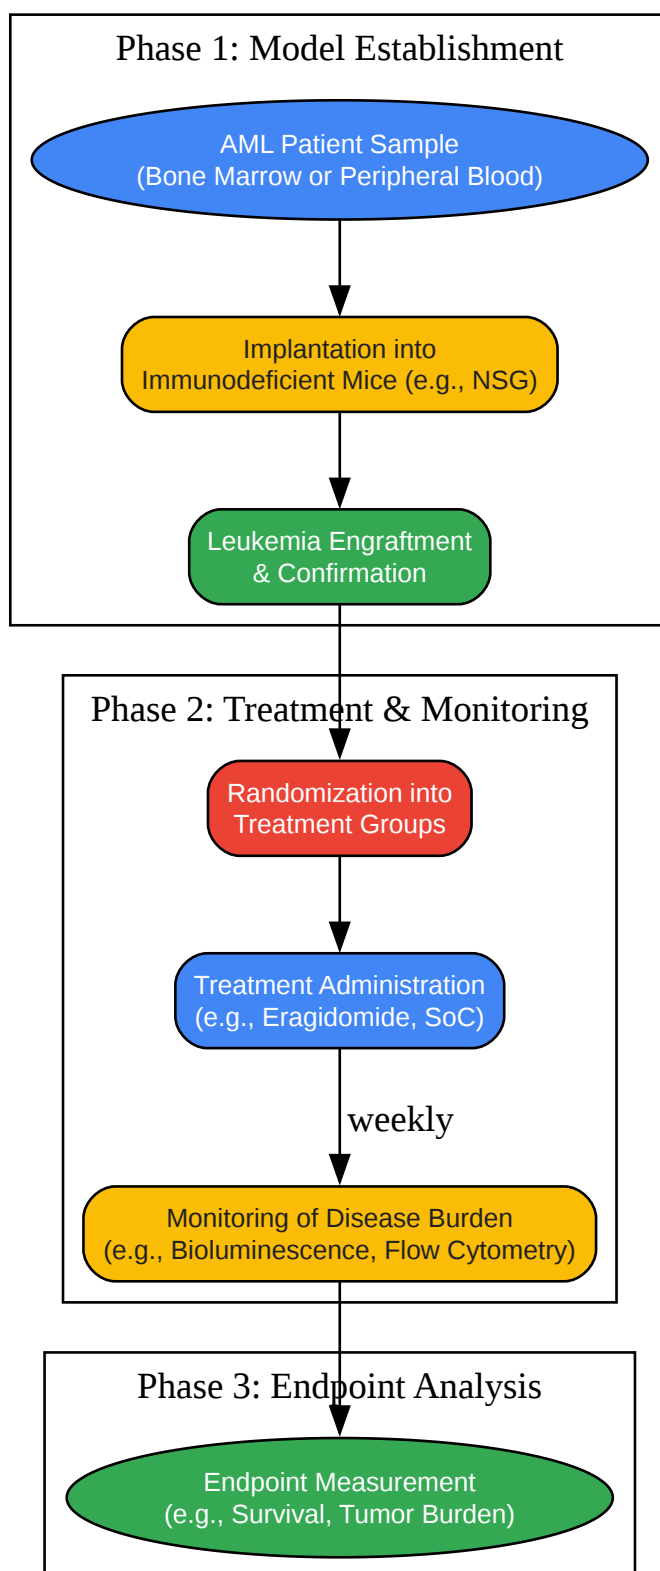 Phase 1: Model Establishment
AML Patient Sample
(Bone Marrow or Peripheral Blood)
Implantation into
Immunodeficient Mice (e.g., NSG)
Leukemia Engraftment
& Confirmation
Phase 2: Treatment & Monitoring
Randomization into
Treatment Groups
Treatment Administration
(e.g., Eragidomide, SoC)
weekly
Monitoring of Disease Burden
(e.g., Bioluminescence, Flow Cytometry)
Phase 3: Endpoint Analysis
Endpoint Measurement
(e.g., Survival, Tumor Burden)